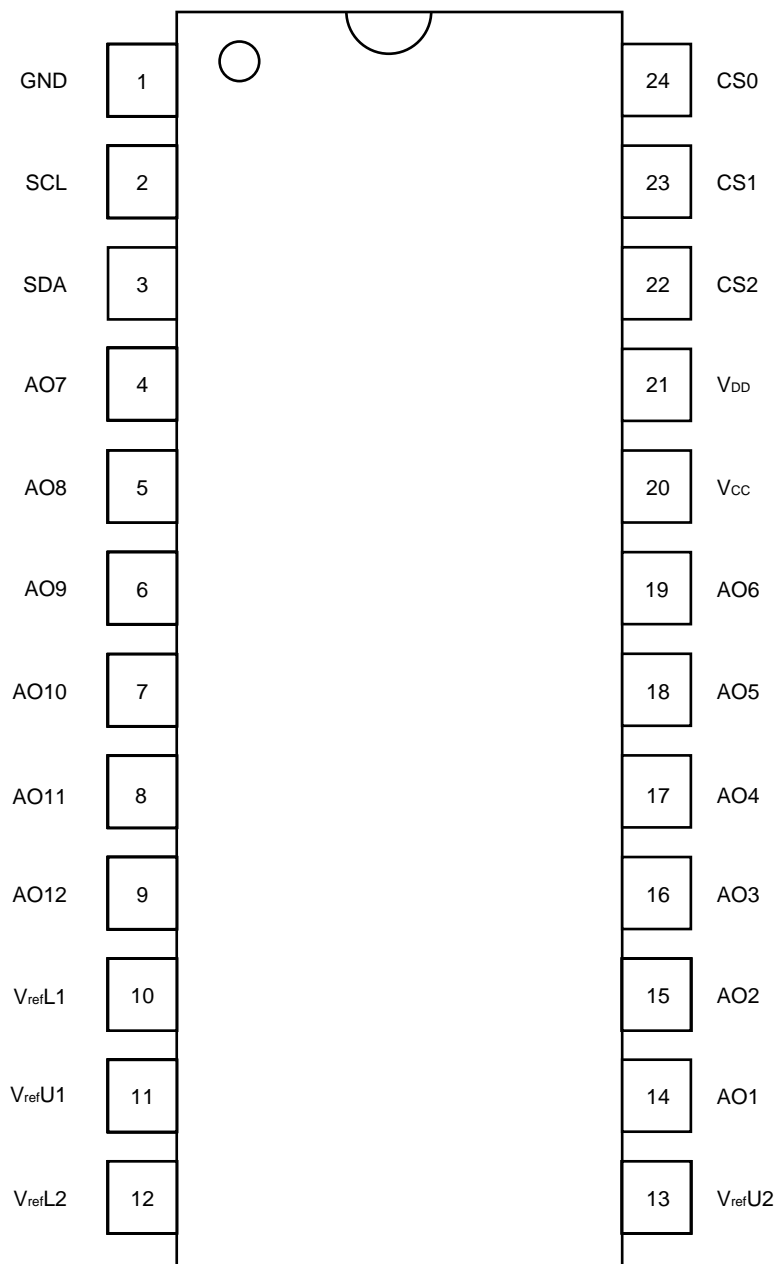 GND 1 24 CS0
SCL 2 23 CS1
SDA 3 22 CS2
AO7 4 21 VDD
AO8 5 20 VCC
AO9 6 19 AO6
AO10 7 18 AO5
AO11 8 17 AO4
AO12 9 16 AO3
VrefL1 10 15 AO2
VrefU1 11 14 AO1
VrefL2 12 13 VrefU2